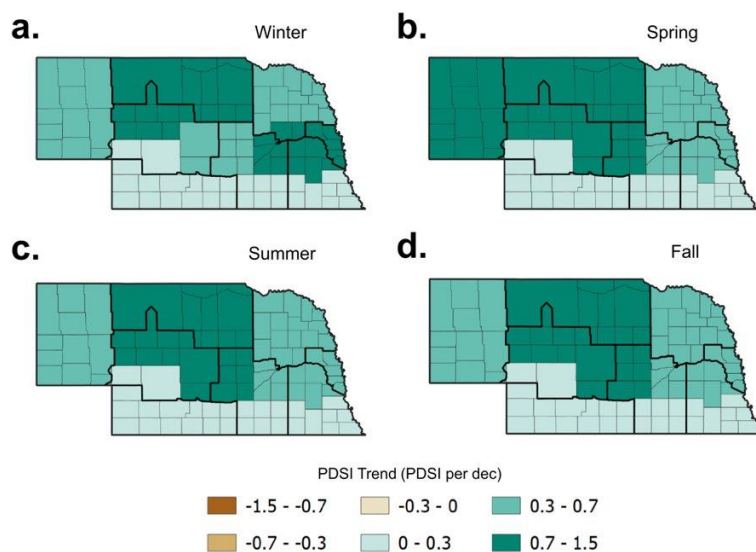 a. Winter
b. Spring
c. Summer
d. Fall
PDSI Trend (PDSI per dec)
-1.5 - -0.7
-0.3 - 0
0.3 - 0.7
-0.7 - -0.3
0 - 0.3
0.7 - 1.5